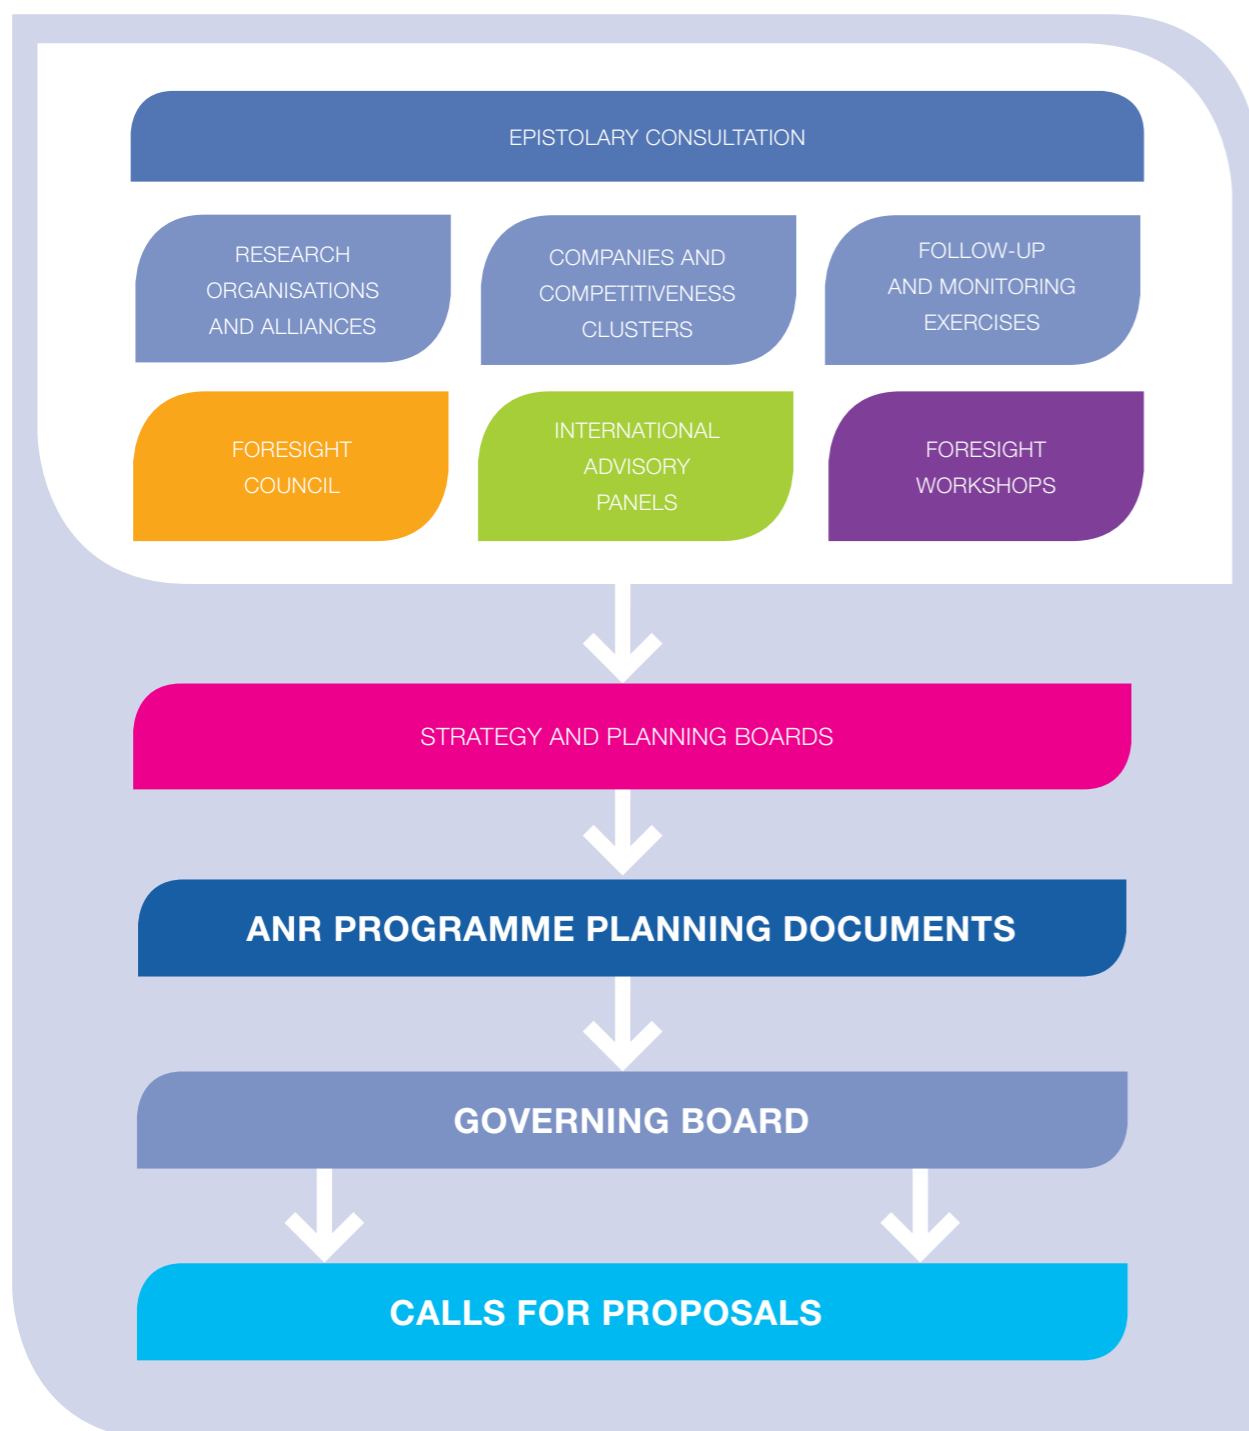 EPISTOLARY CONSULTATION
RESEARCH
ORGANISATIONS
AND ALLIANCES
COMPANIES AND
COMPETITIVENESS
CLUSTERS
FOLLOW-UP
AND MONITORING
EXERCISES
FORESIGHT
COUNCIL
INTERNATIONAL
ADVISORY
PANELS
FORESIGHT
WORKSHOPS
STRATEGY AND PLANNING BOARDS
ANR PROGRAMME PLANNING DOCUMENTS
GOVERNING BOARD
CALLS FOR PROPOSALS